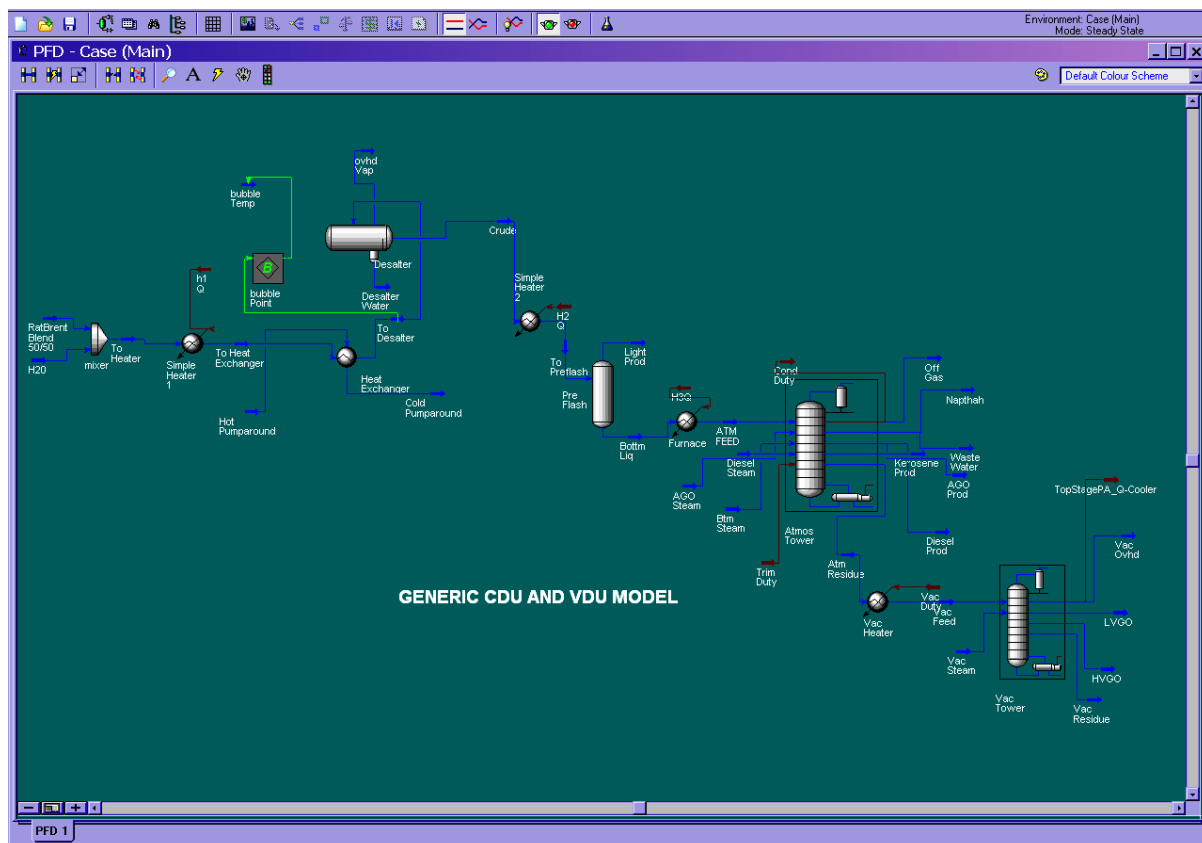 Environment: Case (Main)
Mode: Steady State
PFD - Case (Main)
A
Default Colour Scheme
ovhd
Vap
bubble
Temp
Crude
Desalter
h1
Q
B
bubble
Point
Desalter
Water
Simple
Heater
2
H2
Q
RatBrent
Blend
50/50
To
Heater
H20
mixer
Simple
Heater
1
To Heat
Exchanger
To
Desalter
Heat
Exchanger
Cold
Pumparound
Hot
Pumparound
To
Preflash
Light
Prod
Pre
Flash
H3Q
Furnace
Bottm
Liq
ATM
FEED
Cond
Duty
Off
Gas
Napthah
Diesel
Steam
AGO
Steam
Btm
Steam
Kerosene
Prod
Waste
Water
AGO
Prod
TopStagePA_Q-Cooler
Atmos
Tower
Diesel
Prod
Vac
Ovhd
Trim
Duty
Atm
Residue
GENERIC CDU AND VDU MODEL
Vac
Heater
Vac
Duty
Vac
Feed
LVGO
Vac
Steam
HVGO
Vac
Tower
Vac
Residue
PFD 1